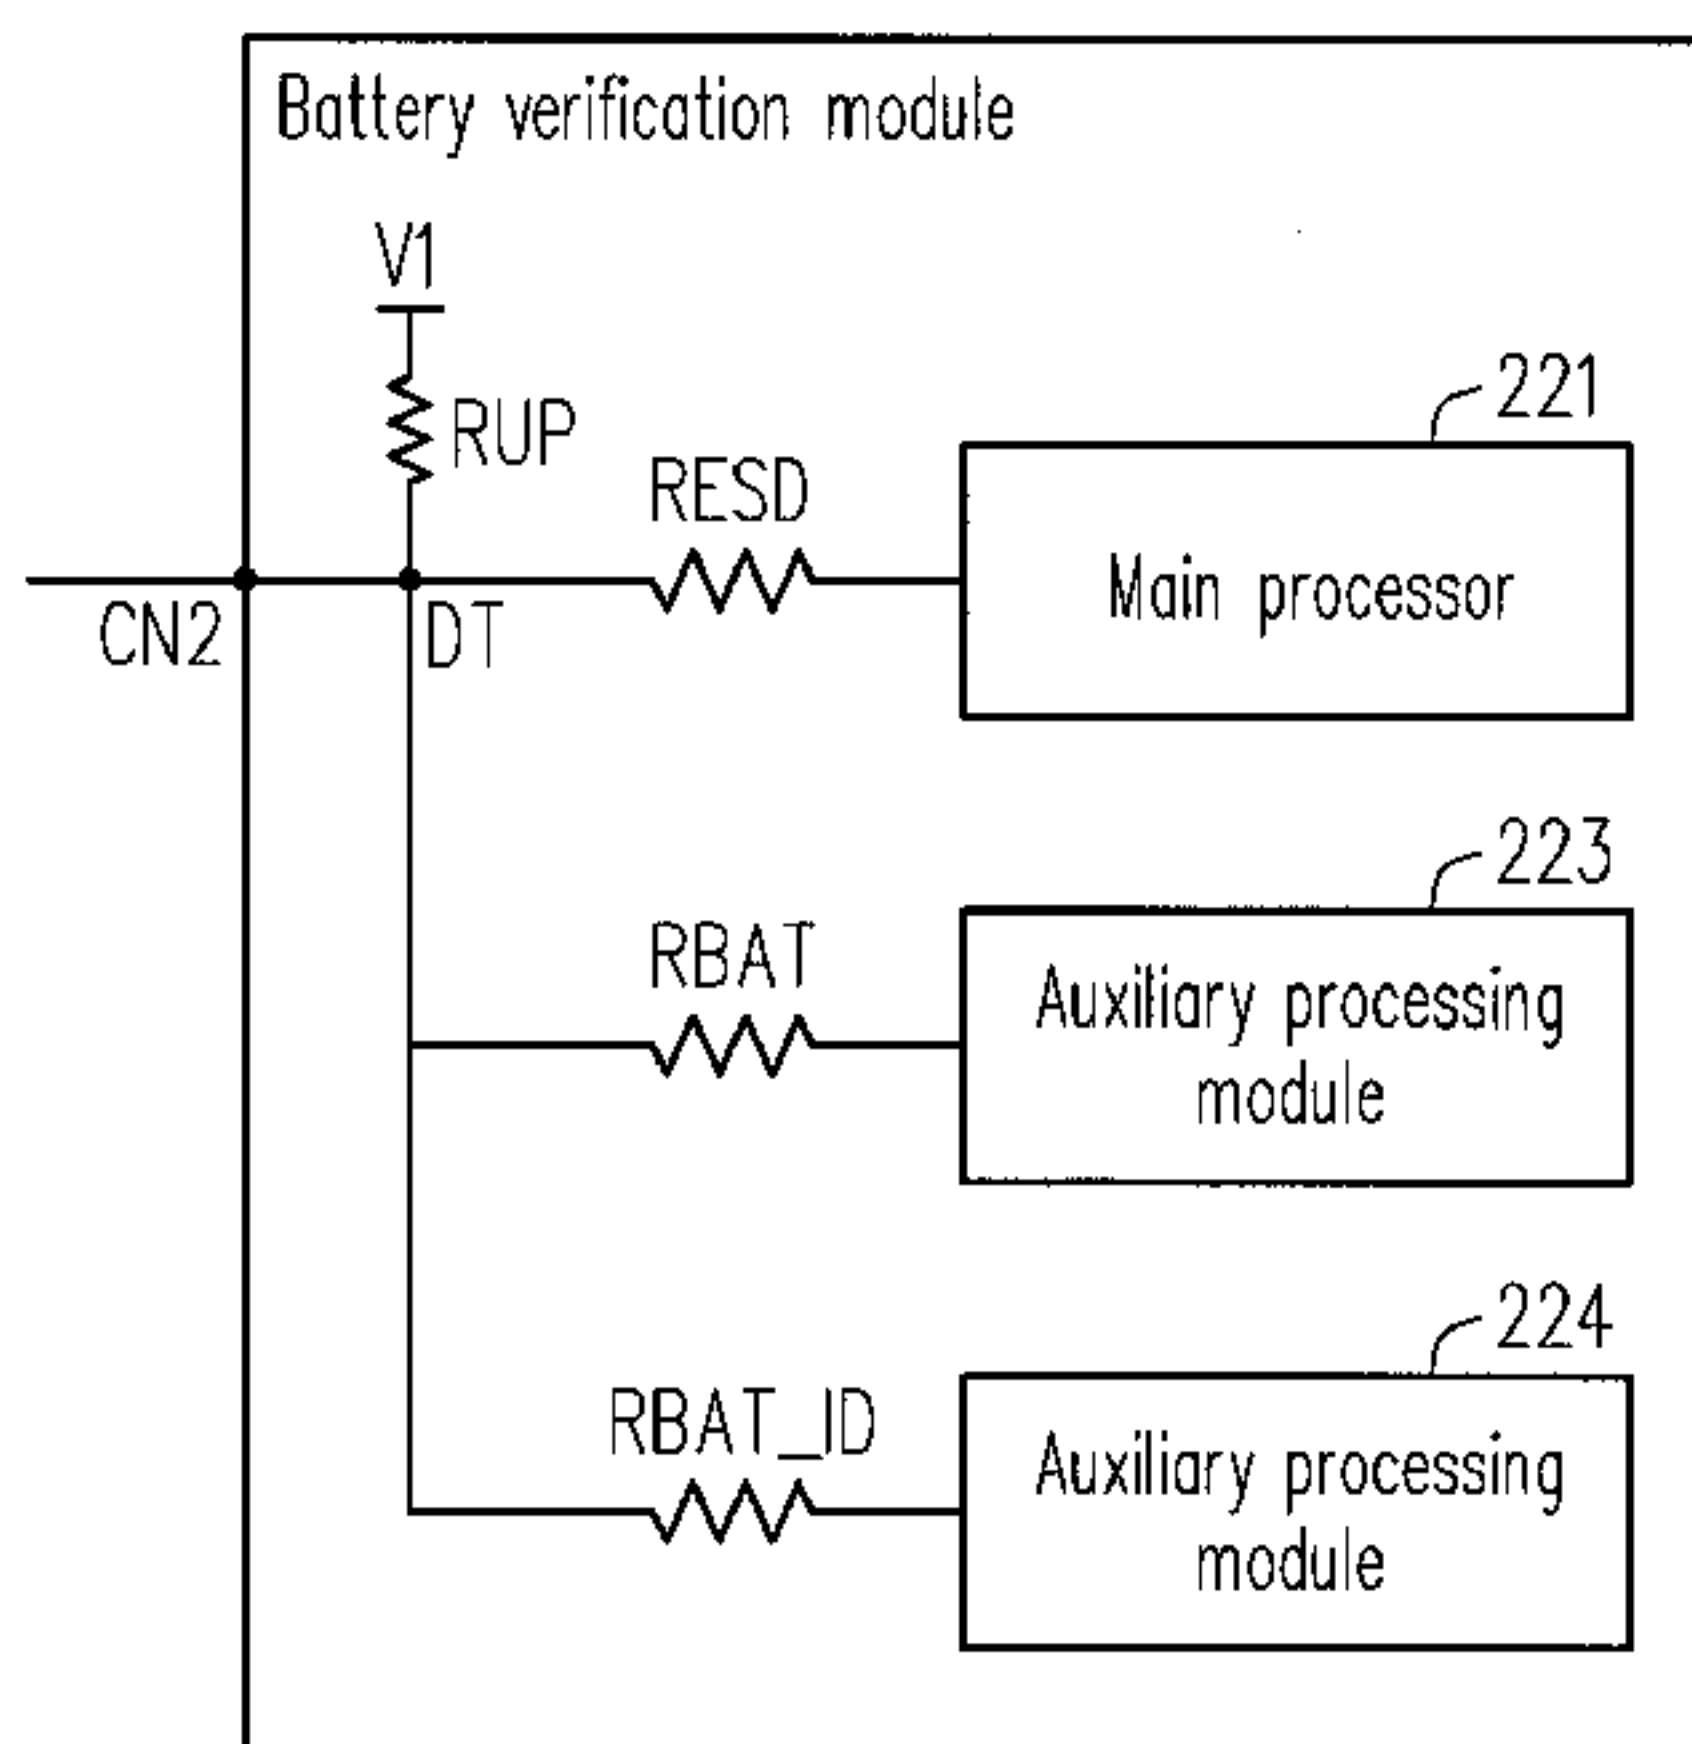 Battery verification module
V1
RUP
RESD
221
Main processor
CN2
DT
223
RBAT
Auxiliary processing
module
224
RBAT_ID
Auxiliary processing
module